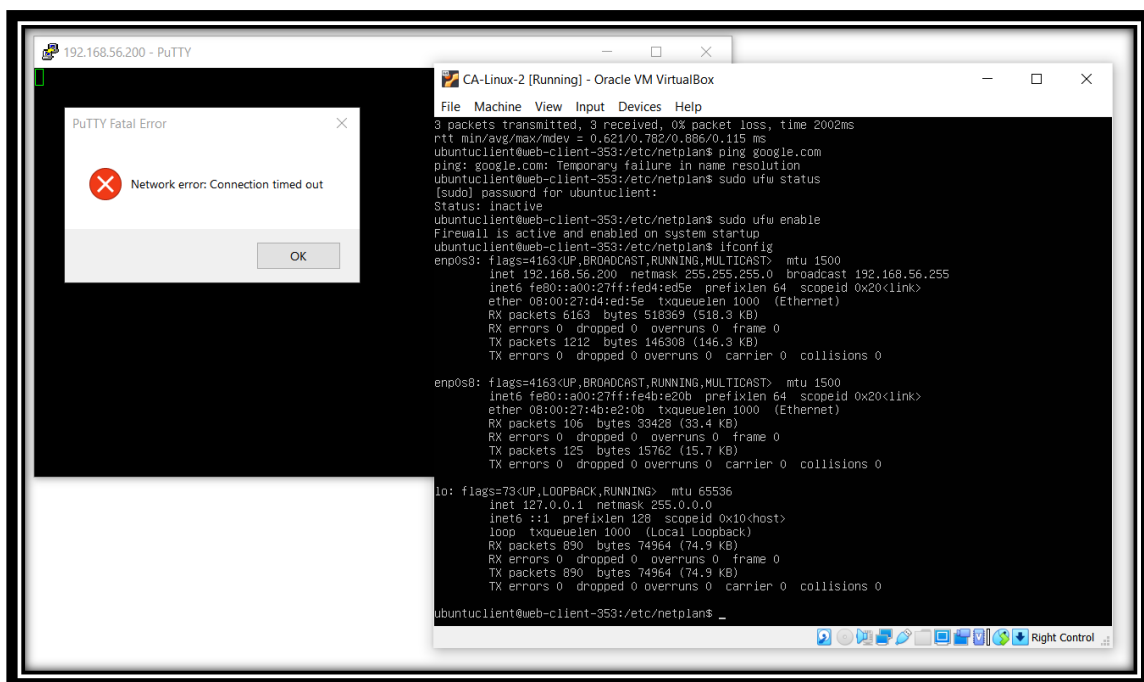 192.168.56.200 - PuTTY
PuTTY Fatal Error
Network error: Connection timed out
OK
CA-Linux-2 [Running] - Oracle VM VirtualBox
File Machine View Input Devices Help
3 packets transmitted, 3 received, 0% packet loss, time 2002ms
rtt min/avg/max/mdev = 0.621/0.782/0.886/0.115 ms
ubuntuclient@web-client-353:/etc/netplan$ ping google.com
ping: google.com: Temporary failure in name resolution
ubuntuclient@web-client-353:/etc/netplan$ sudo ufw status
[sudo] password for ubuntuclient:
Status: inactive
ubuntuclient@web-client-353:/etc/netplan$ sudo ufw enable
Firewall is active and enabled on system startup
ubuntuclient@web-client-353:/etc/netplan$ ifconfig
enp0s3: flags=4163<UP,BROADCAST,RUNNING,MULTICAST> mtu 1500
inet 192.168.56.200 netmask 255.255.255.0 broadcast 192.168.56.255
inet6 fe80::a00:27ff:fed4:ed5e prefixlen 64 scopeid 0x20<link>
ether 08:00:27:d4:ed:5e txqueuelen 1000 (Ethernet)
RX packets 6163 bytes 518369 (518.3 KB)
RX errors 0 dropped 0 overruns 0 frame 0
TX packets 1212 bytes 146308 (146.3 KB)
TX errors 0 dropped 0 overruns 0 carrier 0 collisions 0
enp0s8: flags=4163<UP,BROADCAST,RUNNING,MULTICAST> mtu 1500
inet6 fe80::a00:27ff:fe4b:e20b prefixlen 64 scopeid 0x20<link>
ether 08:00:27:4b:e2:0b txqueuelen 1000 (Ethernet)
RX packets 106 bytes 33428 (33.4 KB)
RX errors 0 dropped 0 overruns 0 frame 0
TX packets 125 bytes 15762 (15.7 KB)
TX errors 0 dropped 0 overruns 0 carrier 0 collisions 0
lo: flags=73<UP,LOOPBACK,RUNNING> mtu 65536
inet 127.0.0.1 netmask 255.0.0.0
inet6 ::1 prefixlen 128 scopeid 0x10<host>
loop txqueuelen 1000 (Local Loopback)
RX packets 890 bytes 74964 (74.9 KB)
RX errors 0 dropped 0 overruns 0 frame 0
TX packets 890 bytes 74964 (74.9 KB)
TX errors 0 dropped 0 overruns 0 carrier 0 collisions 0
ubuntuclient@web-client-353:/etc/netplan$ _
Right Control